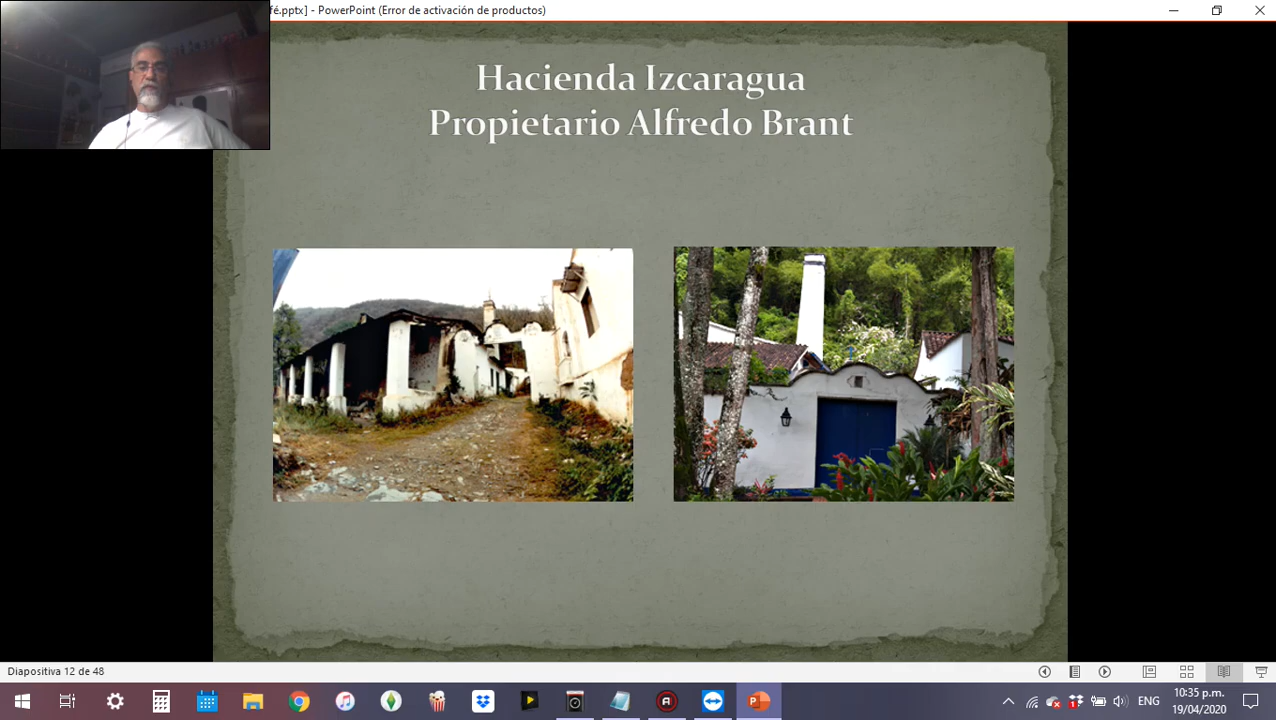 fé.pptx] - PowerPoint (Error de activación de productos)
Hacienda Izcaragua
Propietario Alfredo Brant
Diapositiva 12 de 48
ENG
10:35 p.m.
19/04/2020